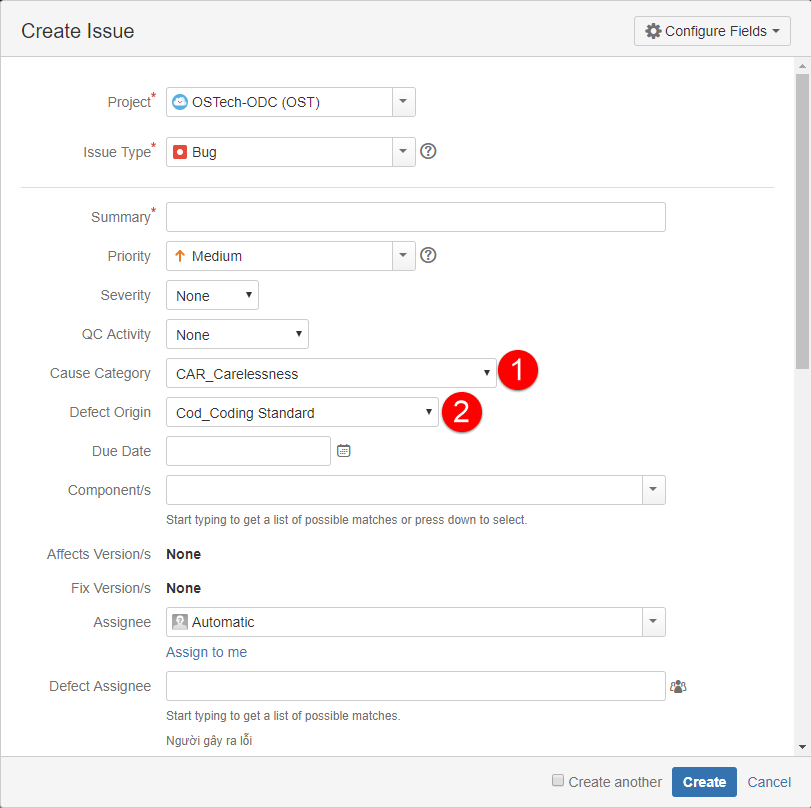 Create Issue
Configure Fields
Project* OSTech-ODC (OST)
Issue Type* Bug
Summary*
Priority Medium
Severity None
QC Activity None
Cause Category CAR_Carelessness 1
Defect Origin Cod_Coding Standard 2
Due Date
Component/s
Start typing to get a list of possible matches or press down to select.
Affects Version/s None
Fix Version/s None
Assignee Automatic
Assign to me
Defect Assignee
Start typing to get a list of possible matches.
Người gây ra lỗi
Create another Create Cancel